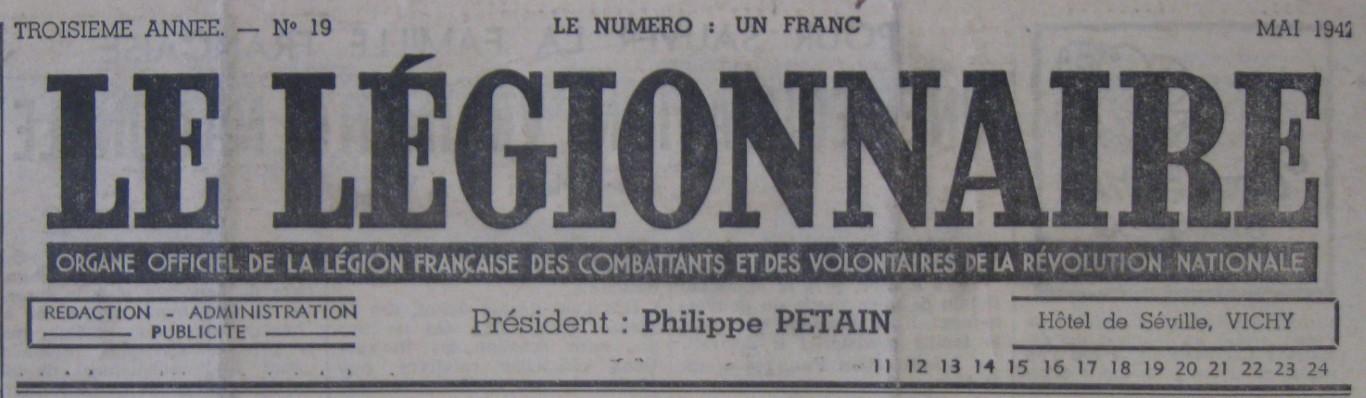 TROISIEME ANNEE. — Nº 19 LE NUMERO : UN FRANC MAI 1942
LE LÉGIONNAIRE
ORGANE OFFICIEL DE LA LÉGION FRANÇAISE DES COMBATTANTS ET DES VOLONTAIRES DE LA RÉVOLUTION NATIONALE
REDACTION - ADMINISTRATION
PUBLICITE
Président : Philippe PETAIN
Hôtel de Séville, VICHY
11 12 13 14 15 16 17 18 19 20 21 22 23 24